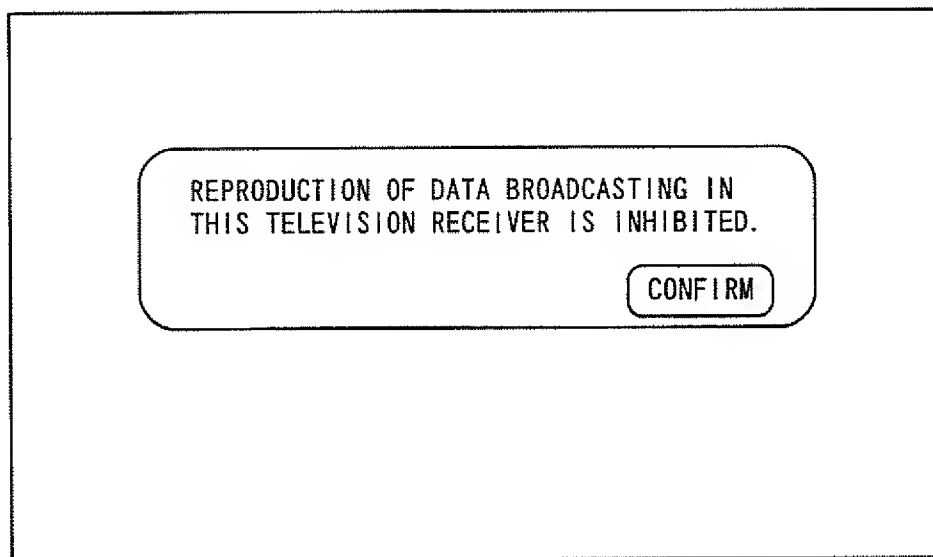 REPRODUCTION OF DATA BROADCASTING IN
THIS TELEVISION RECEIVER IS INHIBITED.
CONFIRM